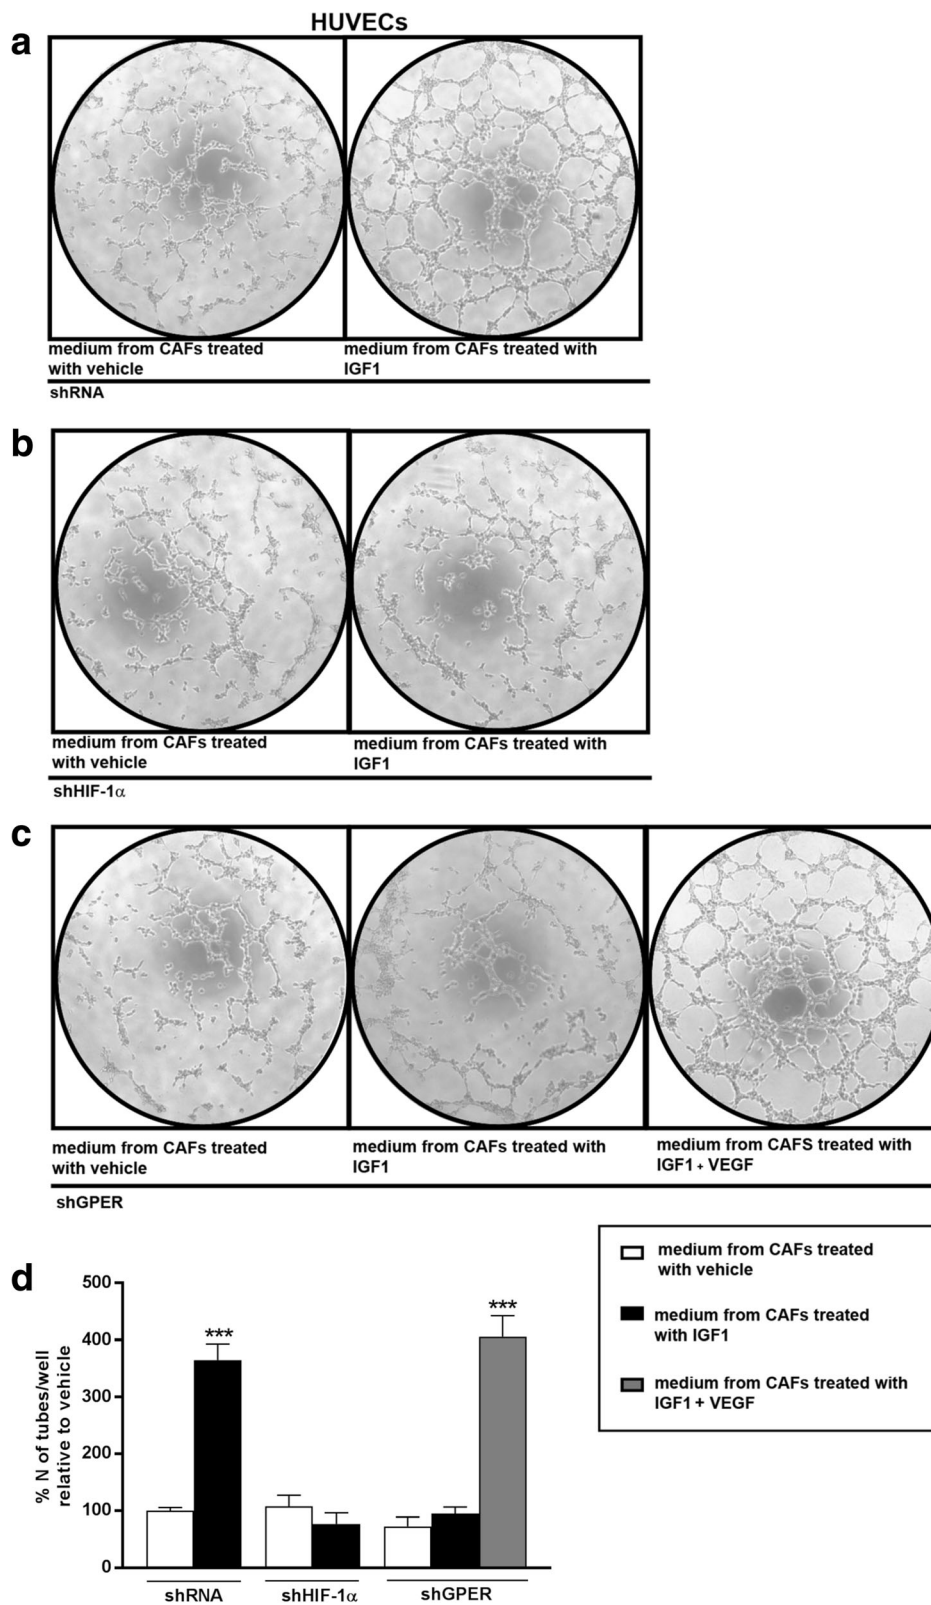 HUVECs
a
medium from CAFs treated
with vehicle
medium from CAFs treated with
IGF1
shRNA
b
medium from CAFs treated
with vehicle
medium from CAFs treated with
IGF1
shHIF-1α
c
medium from CAFs treated
with vehicle
medium from CAFs treated with
IGF1
medium from CAFS treated with
IGF1 + VEGF
shGPER
d
% N of tubes/well
relative to vehicle
500
400
300
200
100
0
***
***
shRNA
shHIF-1α
shGPER
medium from CAFs treated
with vehicle
medium from CAFs treated
with IGF1
medium from CAFs treated with
IGF1 + VEGF